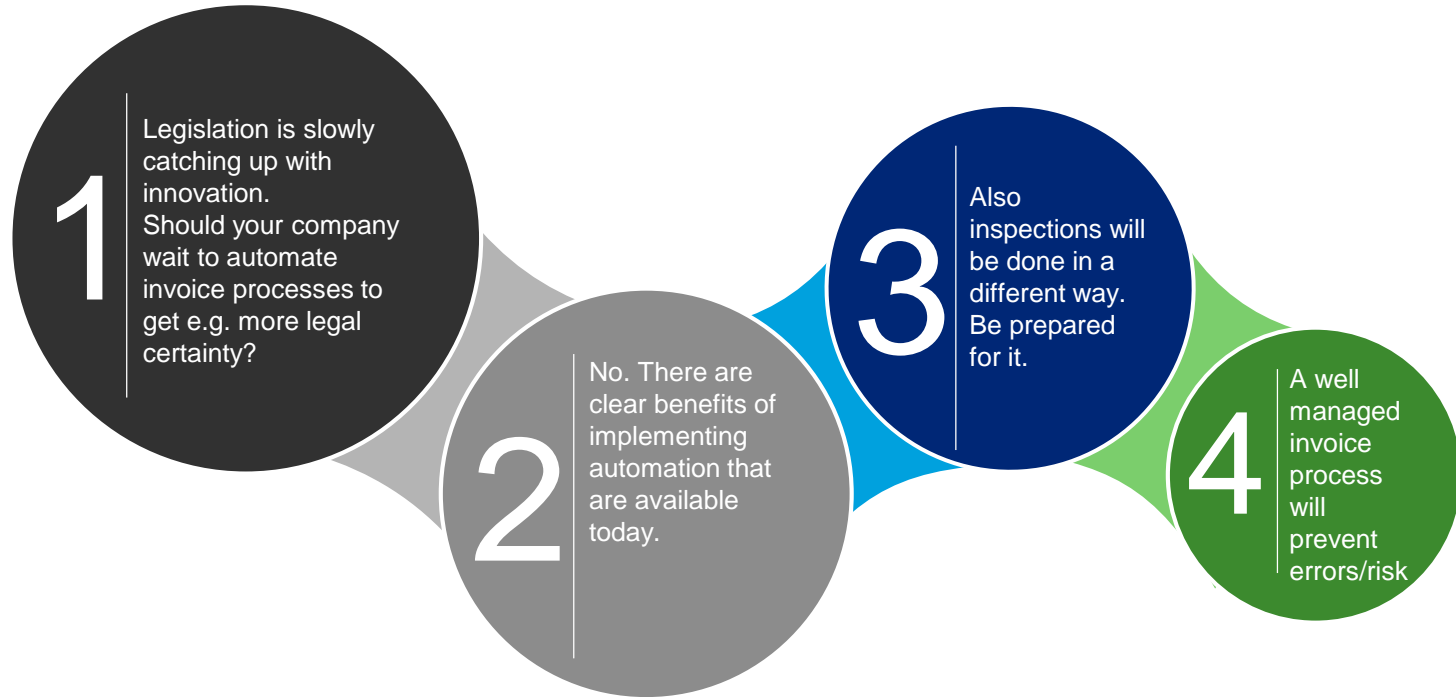 1
Legislation is slowly
catching up with
innovation.
Should your company
wait to automate
invoice processes to
get e.g. more legal
certainty?
2
No. There are
clear benefits of
implementing
automation that
are available
today.
3
Also
inspections will
be done in a
different way.
Be prepared
for it.
4
A well
managed
invoice
process
will
prevent
errors/risk